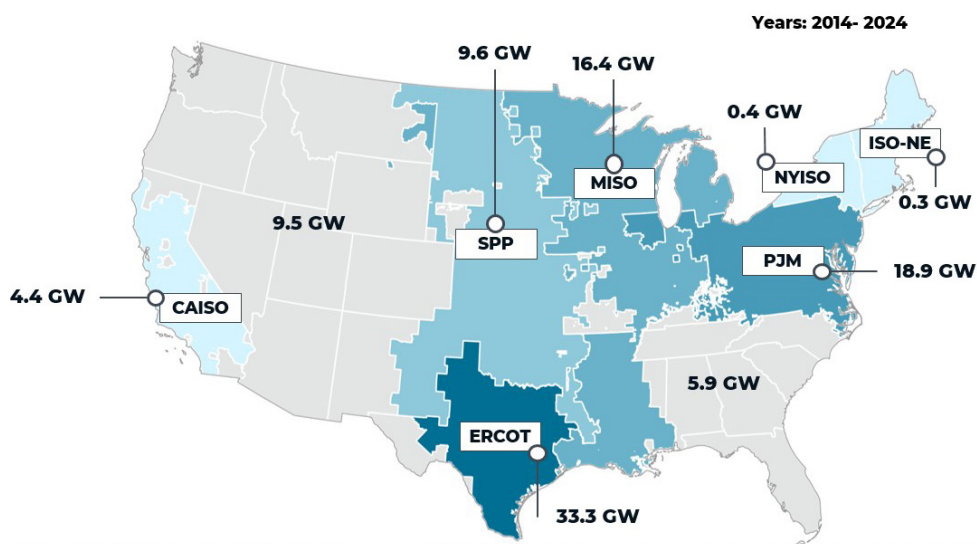 Years: 2014- 2024
9.6 GW
16.4 GW
0.4 GW
ISO-NE
MISO
NYISO
0.3 GW
9.5 GW
SPP
PJM
18.9 GW
4.4 GW
CAISO
5.9 GW
ERCOT
33.3 GW